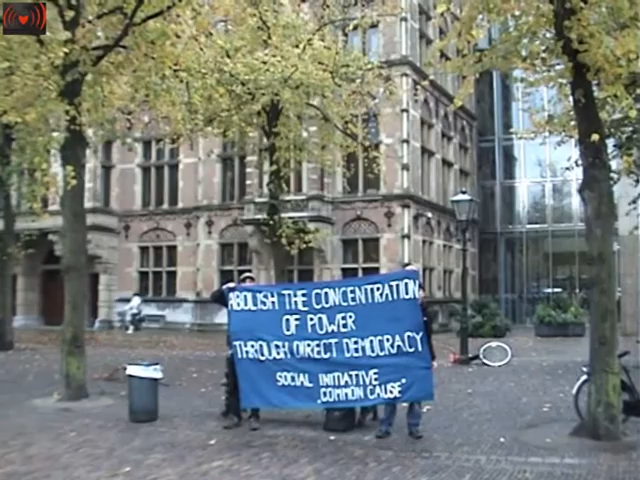 ABOLISH THE CONCENTRATION
OF POWER
THROUGH DIRECT DEMOCRACY
SOCIAL INITIATIVE
„COMMON CAUSE"